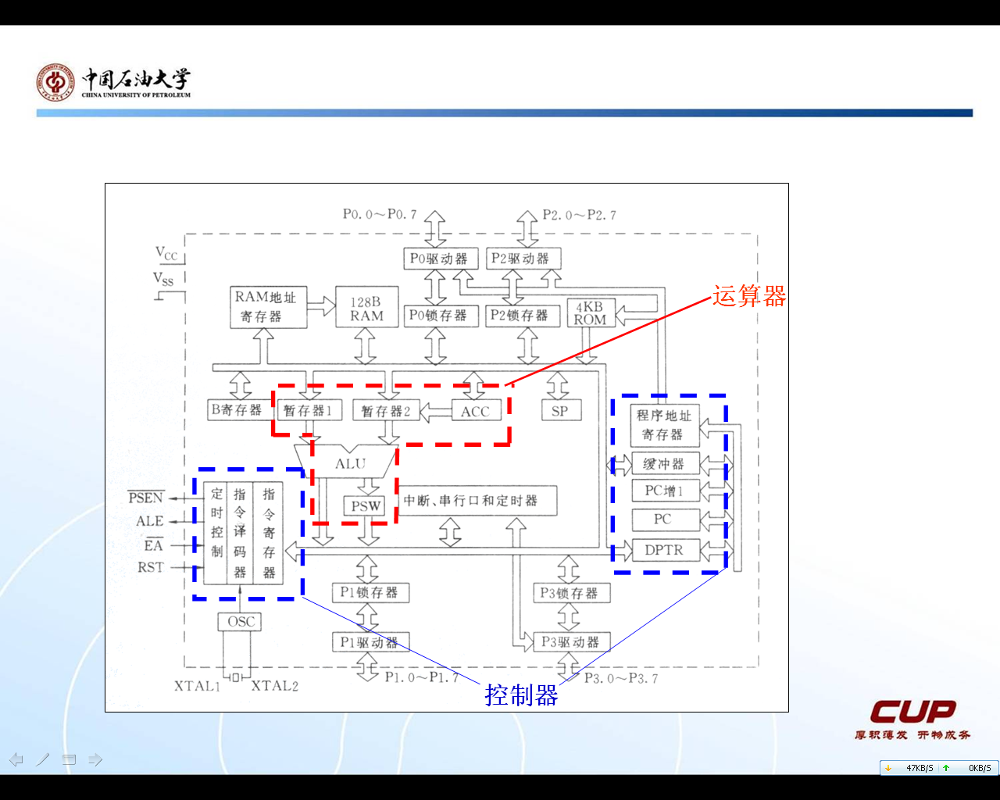 中国石油大学
CHINA UNIVERSITY OF PETROLEUM
P0.0～P0.7
P2.0～P2.7
VCC
P0驱动器
P2驱动器
VSS
运算器
RAM地址
寄存器
128B
RAM
P0锁存器
P2锁存器
4KB
ROM
B寄存器
暂存器1
暂存器2
ACC
SP
程序地址
寄存器
ALU
缓冲器
PC增1
PSEN
ALE
EA
RST
定时控制
指令译码器
指令寄存器
PSW
中断、串行口和定时器
PC
DPTR
P1锁存器
P3锁存器
OSC
P1驱动器
P3驱动器
XTAL1
XTAL2
P1.0～P1.7
P3.0～P3.7
控制器
CUP
厚积薄发 开物成务
47KB/S
0KB/S